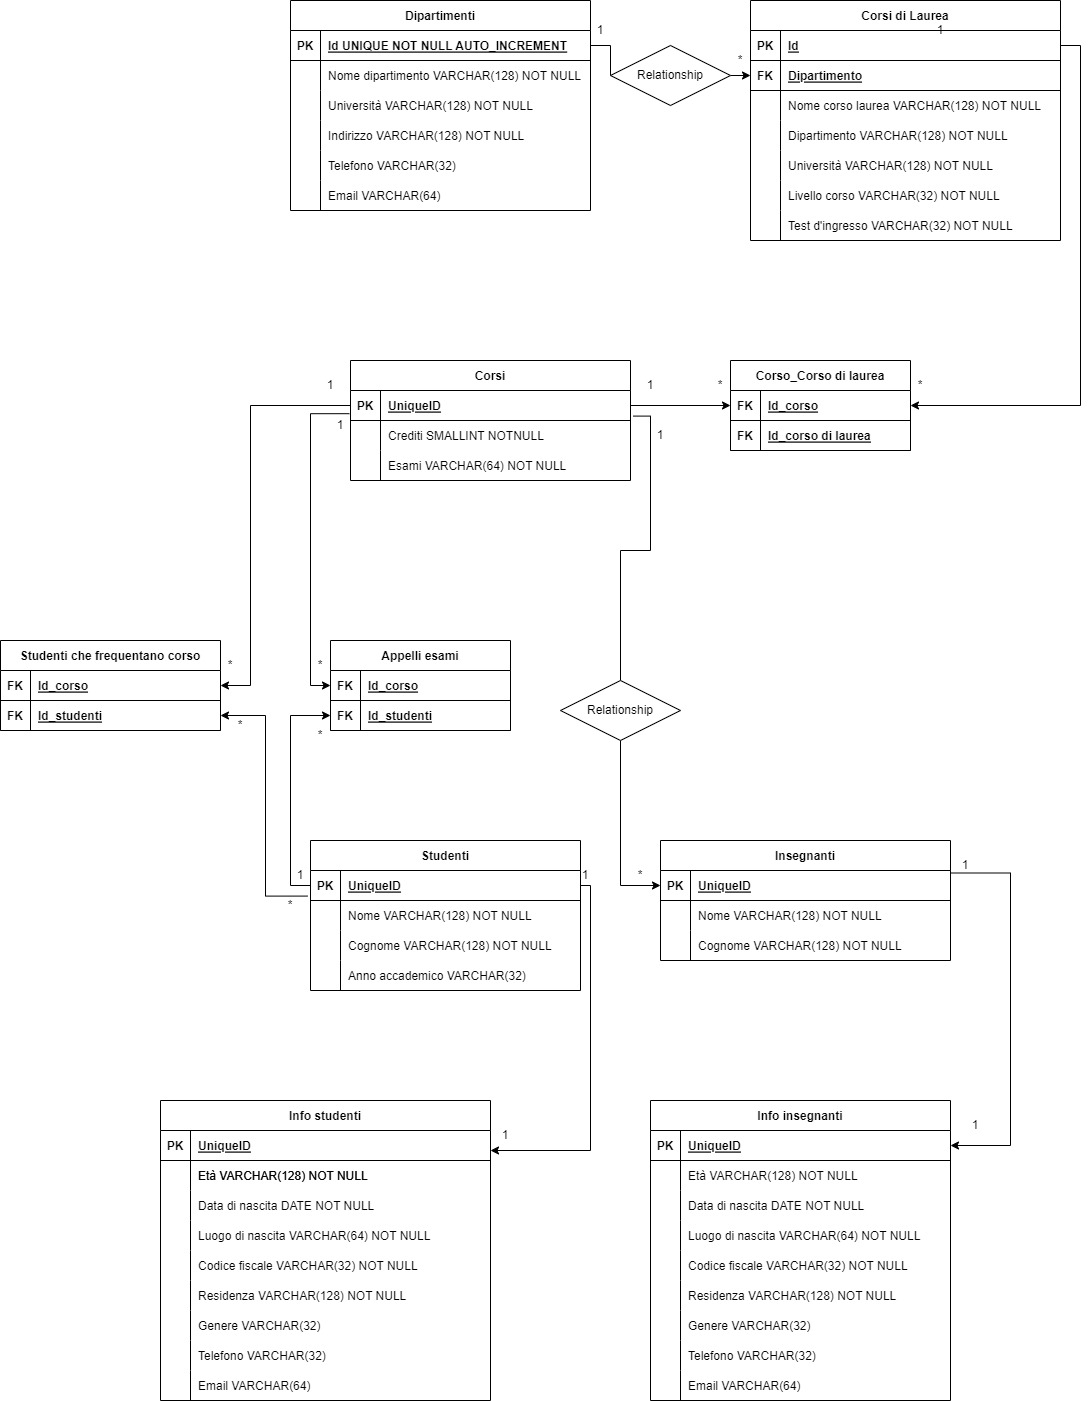 Dipartimenti
PK Id UNIQUE NOT NULL AUTO_INCREMENT
Nome dipartimento VARCHAR(128) NOT NULL
Università VARCHAR(128) NOT NULL
Indirizzo VARCHAR(128) NOT NULL
Telefono VARCHAR(32)
Email VARCHAR(64)
1
Relationship
*
Corsi di Laurea
1
PK Id
FK Dipartimento
Nome corso laurea VARCHAR(128) NOT NULL
Dipartimento VARCHAR(128) NOT NULL
Università VARCHAR(128) NOT NULL
Livello corso VARCHAR(32) NOT NULL
Test d'ingresso VARCHAR(32) NOT NULL
1
1
Corsi
PK UniqueID
Crediti SMALLINT NOTNULL
Esami VARCHAR(64) NOT NULL
1
1
*
Corso_Corso di laurea
FK Id_corso
FK Id_corso di laurea
*
Studenti che frequentano corso
FK Id_corso
FK Id_studenti
*
*
*
Appelli esami
FK Id_corso
FK Id_studenti
*
Relationship
1
*
Studenti
PK UniqueID
Nome VARCHAR(128) NOT NULL
Cognome VARCHAR(128) NOT NULL
Anno accademico VARCHAR(32)
1
*
Insegnanti
PK UniqueID
Nome VARCHAR(128) NOT NULL
Cognome VARCHAR(128) NOT NULL
1
Info studenti
PK UniqueID
Età VARCHAR(128) NOT NULL
Data di nascita DATE NOT NULL
Luogo di nascita VARCHAR(64) NOT NULL
Codice fiscale VARCHAR(32) NOT NULL
Residenza VARCHAR(128) NOT NULL
Genere VARCHAR(32)
Telefono VARCHAR(32)
Email VARCHAR(64)
1
Info insegnanti
PK UniqueID
Età VARCHAR(128) NOT NULL
Data di nascita DATE NOT NULL
Luogo di nascita VARCHAR(64) NOT NULL
Codice fiscale VARCHAR(32) NOT NULL
Residenza VARCHAR(128) NOT NULL
Genere VARCHAR(32)
Telefono VARCHAR(32)
Email VARCHAR(64)
1